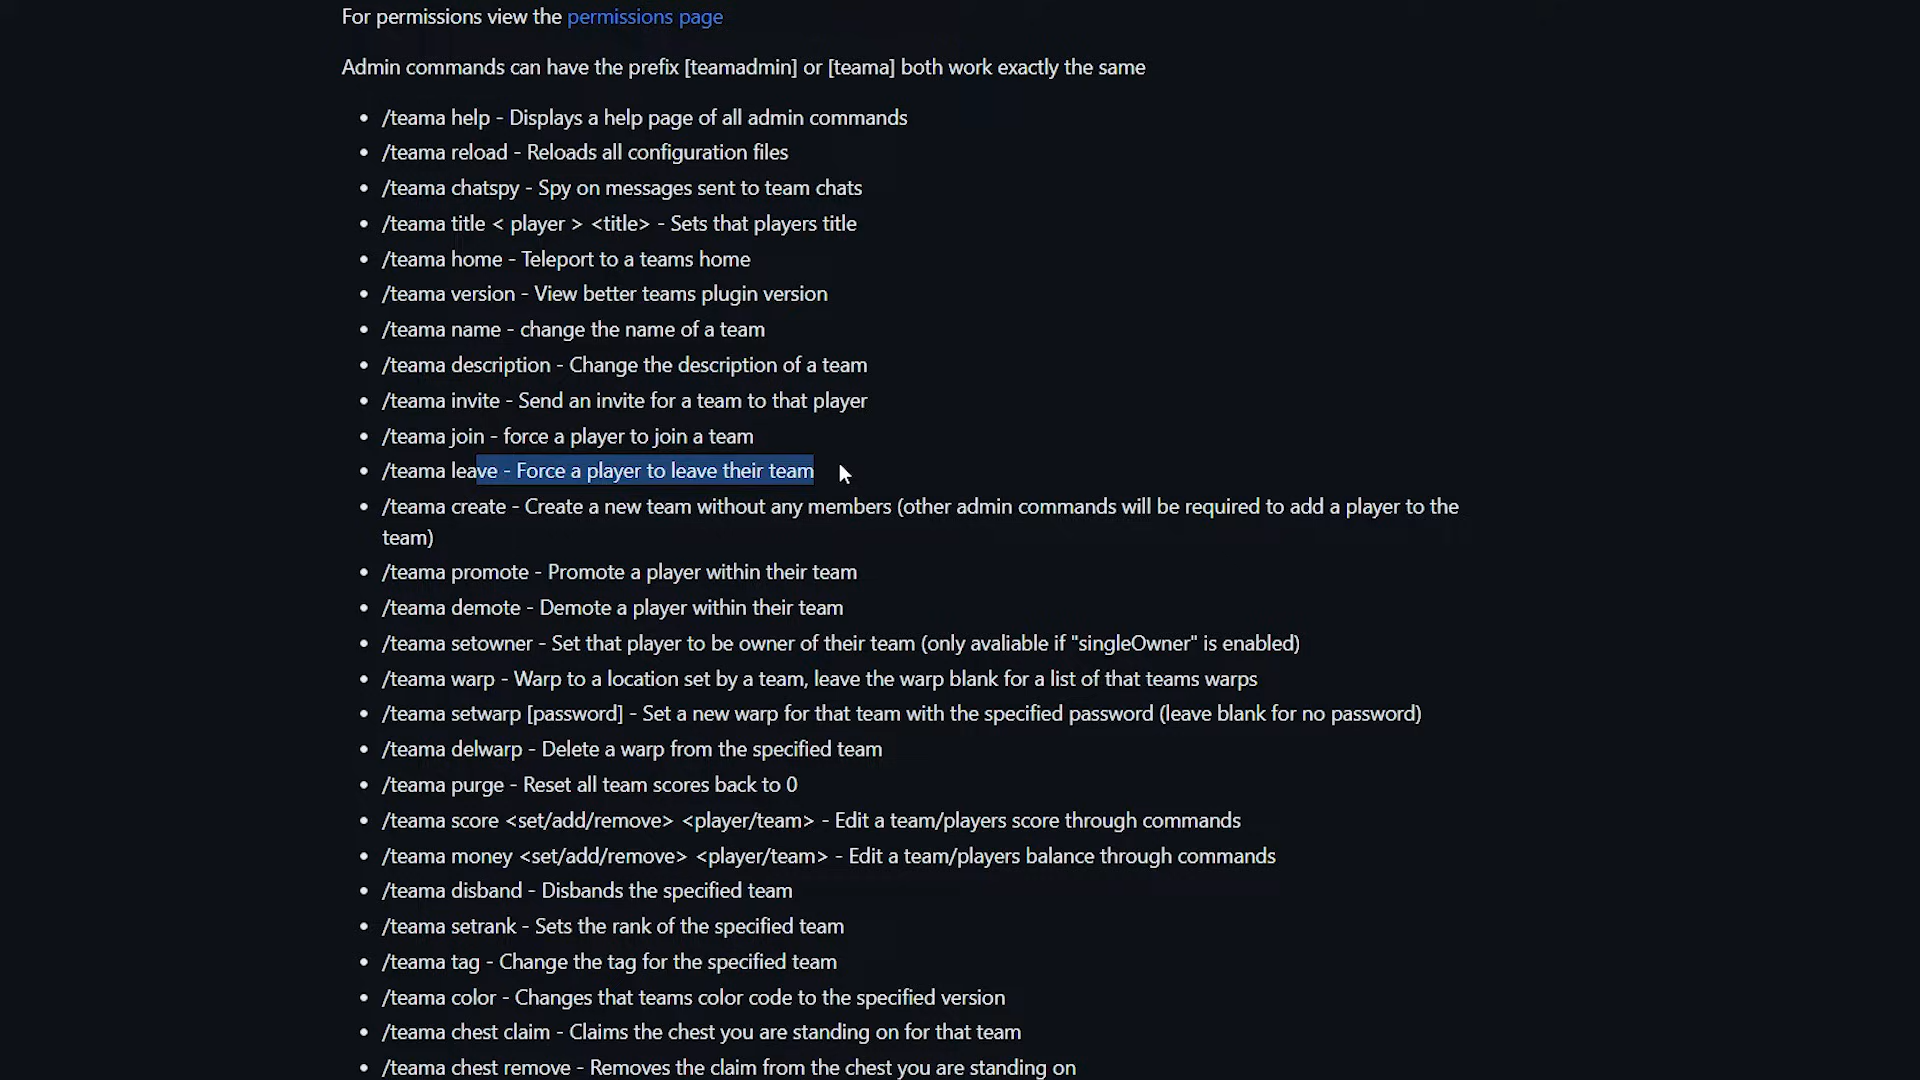 For permissions view the permissions page
Admin commands can have the prefix [teamadmin] or [teama] both work exactly the same
• /teama help - Displays a help page of all admin commands
• /teama reload - Reloads all configuration files
• /teama chatspy - Spy on messages sent to team chats
• /teama title < player > <title> - Sets that players title
• /teama home - Teleport to a teams home
• /teama version - View better teams plugin version
• /teama name - change the name of a team
• /teama description - Change the description of a team
• /teama invite - Send an invite for a team to that player
• /teama join - force a player to join a team
• /teama leave - Force a player to leave their team
• /teama create - Create a new team without any members (other admin commands will be required to add a player to the
team)
• /teama promote - Promote a player within their team
• /teama demote - Demote a player within their team
• /teama setowner - Set that player to be owner of their team (only avaliable if "singleOwner" is enabled)
• /teama warp - Warp to a location set by a team, leave the warp blank for a list of that teams warps
• /teama setwarp [password] - Set a new warp for that team with the specified password (leave blank for no password)
• /teama delwarp - Delete a warp from the specified team
• /teama purge - Reset all team scores back to 0
• /teama score <set/add/remove> <player/team> - Edit a team/players score through commands
• /teama money <set/add/remove> <player/team> - Edit a team/players balance through commands
• /teama disband - Disbands the specified team
• /teama setrank - Sets the rank of the specified team
• /teama tag - Change the tag for the specified team
• /teama color - Changes that teams color code to the specified version
• /teama chest claim - Claims the chest you are standing on for that team
• /teama chest remove - Removes the claim from the chest you are standing on